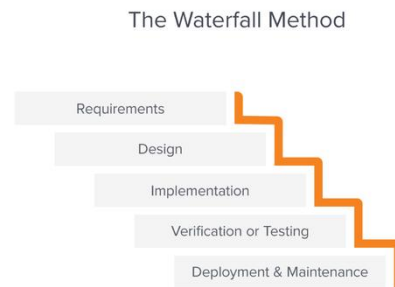 The Waterfall Method
Requirements
Design
Implementation
Verification or Testing
Deployment & Maintenance